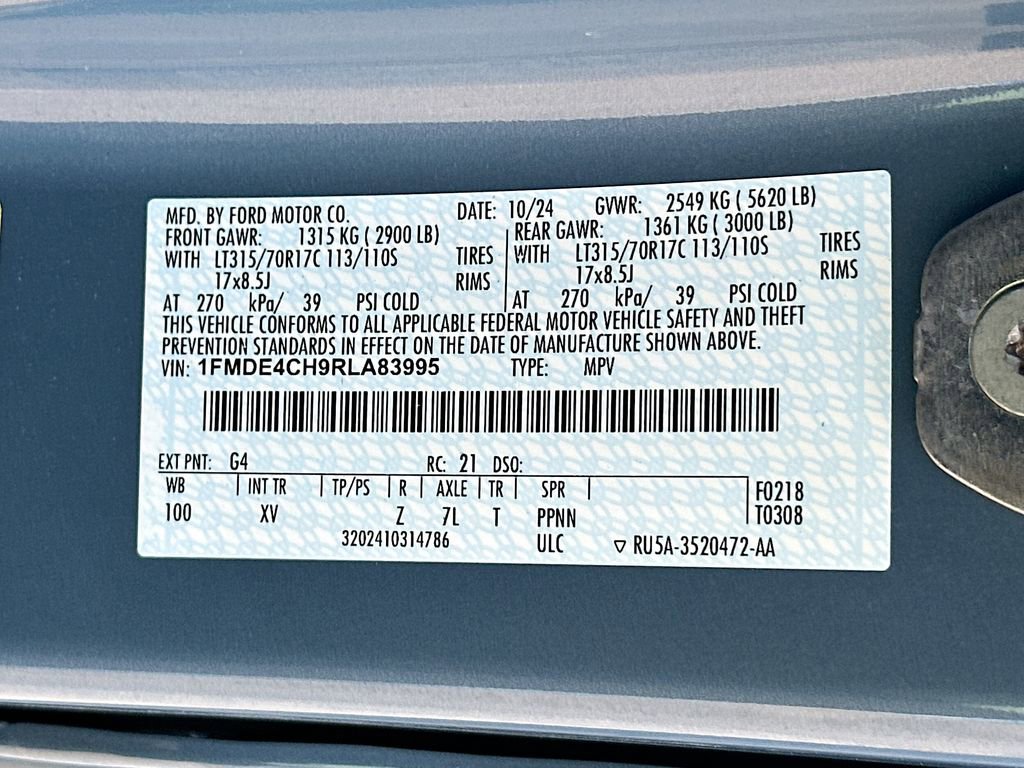 MFD. BY FORD MOTOR CO. DATE: 10/24 GVWR: 2549 KG ( 5620 LB)
FRONT GAWR: 1315 KG ( 2900 LB) REAR GAWR: 1361 KG ( 3000 LB)
WITH LT315/70R17C 113/110S TIRES WITH LT315/70R17C 113/110S TIRES
17x8.5J RIMS 17x8.5J RIMS
AT 270 kPa/ 39 PSI COLD AT 270 kPa/ 39 PSI COLD
THIS VEHICLE CONFORMS TO ALL APPLICABLE FEDERAL MOTOR VEHICLE SAFETY AND THEFT
PREVENTION STANDARDS IN EFFECT ON THE DATE OF MANUFACTURE SHOWN ABOVE.
VIN: 1FMDE4CH9RLA83995 TYPE: MPV
EXT PNT: G4 RC: 21 DSO:
WB INT TR TP/PS R AXLE TR SPR F0218
100 XV Z 7L T PPNN T0308
3202410314786 ULC ▽ RU5A-3520472-AA